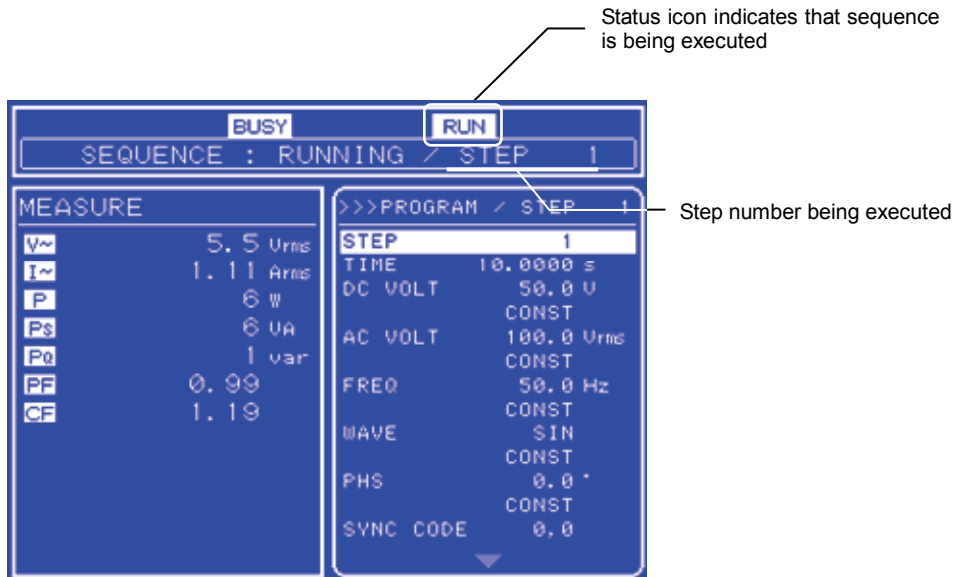 Status icon indicates that sequence
is being executed
BUSY RUN
SEQUENCE : RUNNING / STEP 1
MEASURE
V~ 5.5 Vrms
I~ 1.11 Arms
P 6 W
PS 6 VA
PQ 1 var
PF 0.99
CF 1.19
>>>PROGRAM / STEP 1
STEP 1
TIME 10.0000 s
DC VOLT 50.0 V
CONST
AC VOLT 100.0 Vrms
CONST
FREQ 50.0 Hz
CONST
WAVE SIN
CONST
PHS 0.0 °
CONST
SYNC CODE 0,0
Step number being executed